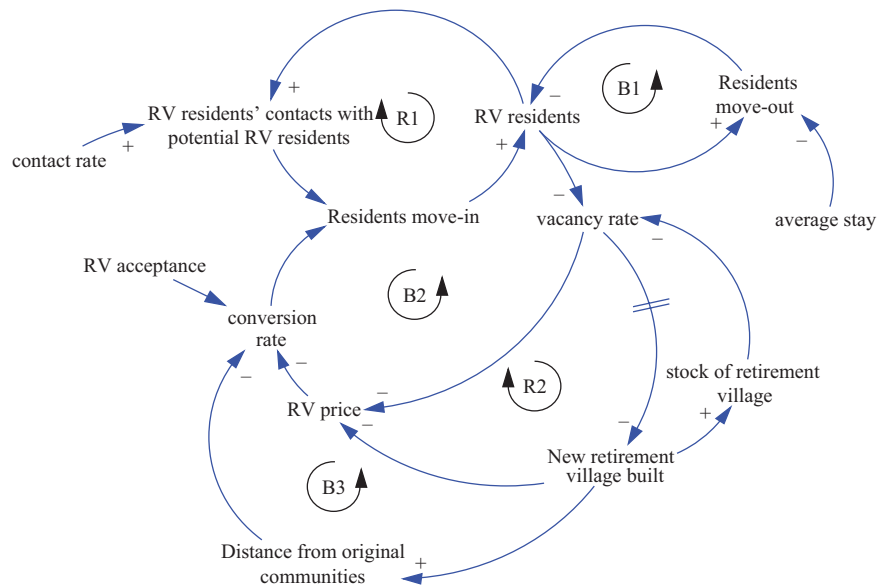 +
RV residents' contacts with
potential RV residents
R1
RV residents
−
B1
Residents
move-out
+
contact rate
+
+
−
Residents move-in
−
vacancy rate
−
average stay
RV acceptance
B2
conversion
rate
−
−
RV price
−
−
R2
stock of retirement
village
+
−
New retirement
village built
B3
Distance from original
communities
+